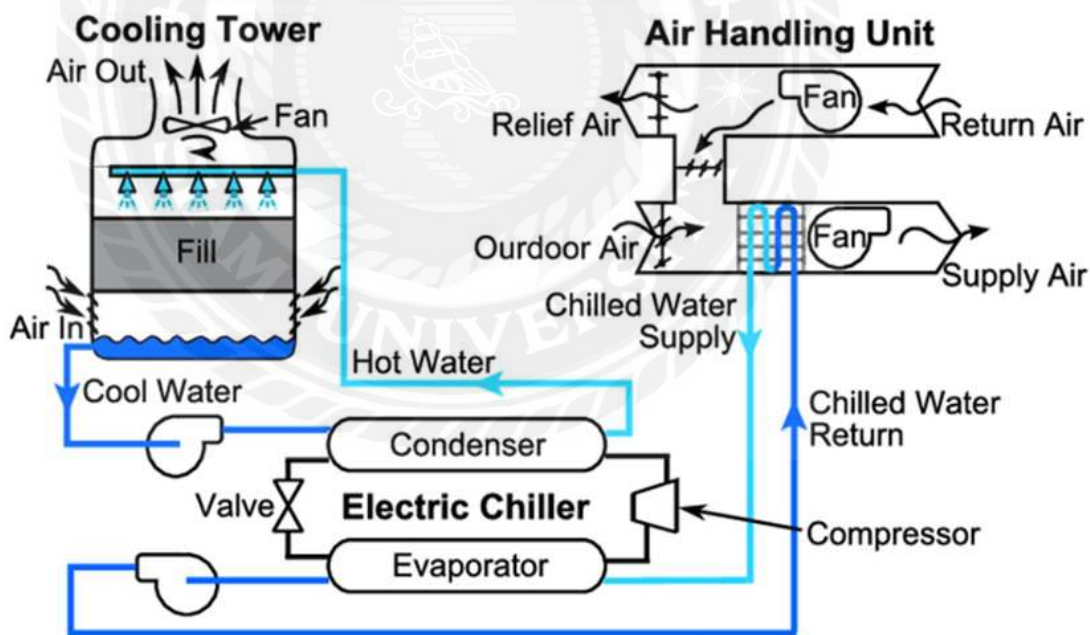 Cooling Tower
Air Out
Fan
Fill
Air In
Cool Water
Hot Water
Air Handling Unit
Fan
Relief Air
Return Air
Ourdoor Air
Fan
Supply Air
Chilled Water
Supply
Chilled Water
Return
Condenser
Valve
Electric Chiller
Compressor
Evaporator
UNIVERS